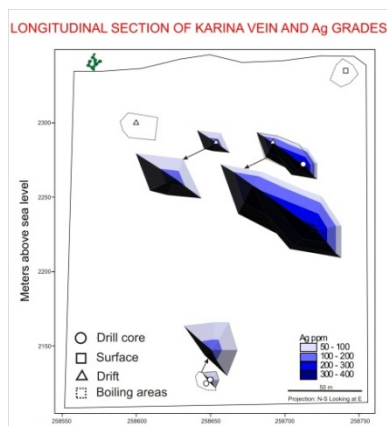 LONGITUDINAL SECTION OF KARINA VEIN AND Ag GRADES
Meters above sea level
2300
2250
2200
2150
Drill core
Surface
Drift
Boiling areas
Ag ppm
50 - 100
100 - 200
200 - 300
300 - 400
50 m
Projection: N-S Looking at E.
258550
258600
258650
258700
258750